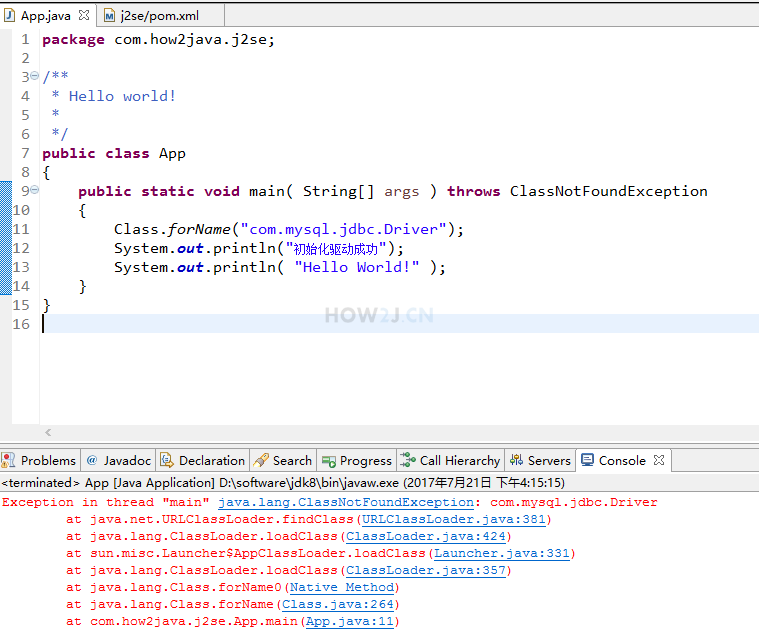 App.java j2se/pom.xml
1 package com.how2java.j2se;
2
3 /**
4 * Hello world!
5 *
6 */
7 public class App
8 {
9 public static void main( String[] args ) throws ClassNotFoundException
10 {
11 Class.forName("com.mysql.jdbc.Driver");
12 System.out.println("初始化驱动成功");
13 System.out.println( "Hello World!" );
14 }
15 }
HOW2J.CN
16
Problems @ Javadoc Declaration Search Progress Call Hierarchy Servers Console
<terminated> App [Java Application] D:\software\jdk8\bin\javaw.exe (2017年7月21日 下午4:15:15)
Exception in thread "main" java.lang.ClassNotFoundException: com.mysql.jdbc.Driver
at java.net.URLClassLoader.findClass(URLClassLoader.java:381)
at java.lang.ClassLoader.loadClass(ClassLoader.java:424)
at sun.misc.Launcher$AppClassLoader.loadClass(Launcher.java:331)
at java.lang.ClassLoader.loadClass(ClassLoader.java:357)
at java.lang.Class.forName0(Native Method)
at java.lang.Class.forName(Class.java:264)
at com.how2java.j2se.App.main(App.java:11)